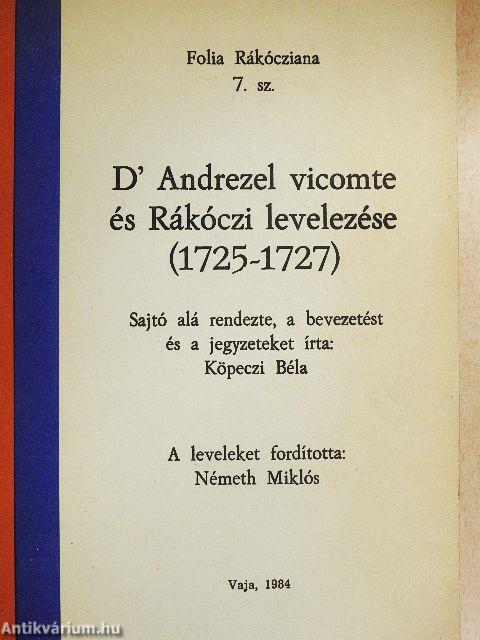 Folia Rákócziana
7. sz.
D' Andrezel vicomte
és Rákóczi levelezése
(1725-1727)
Sajtó alá rendezte, a bevezetést
és a jegyzeteket írta:
Köpeczi Béla
A leveleket fordította:
Németh Miklós
Vaja, 1984
Antikvárium.hu